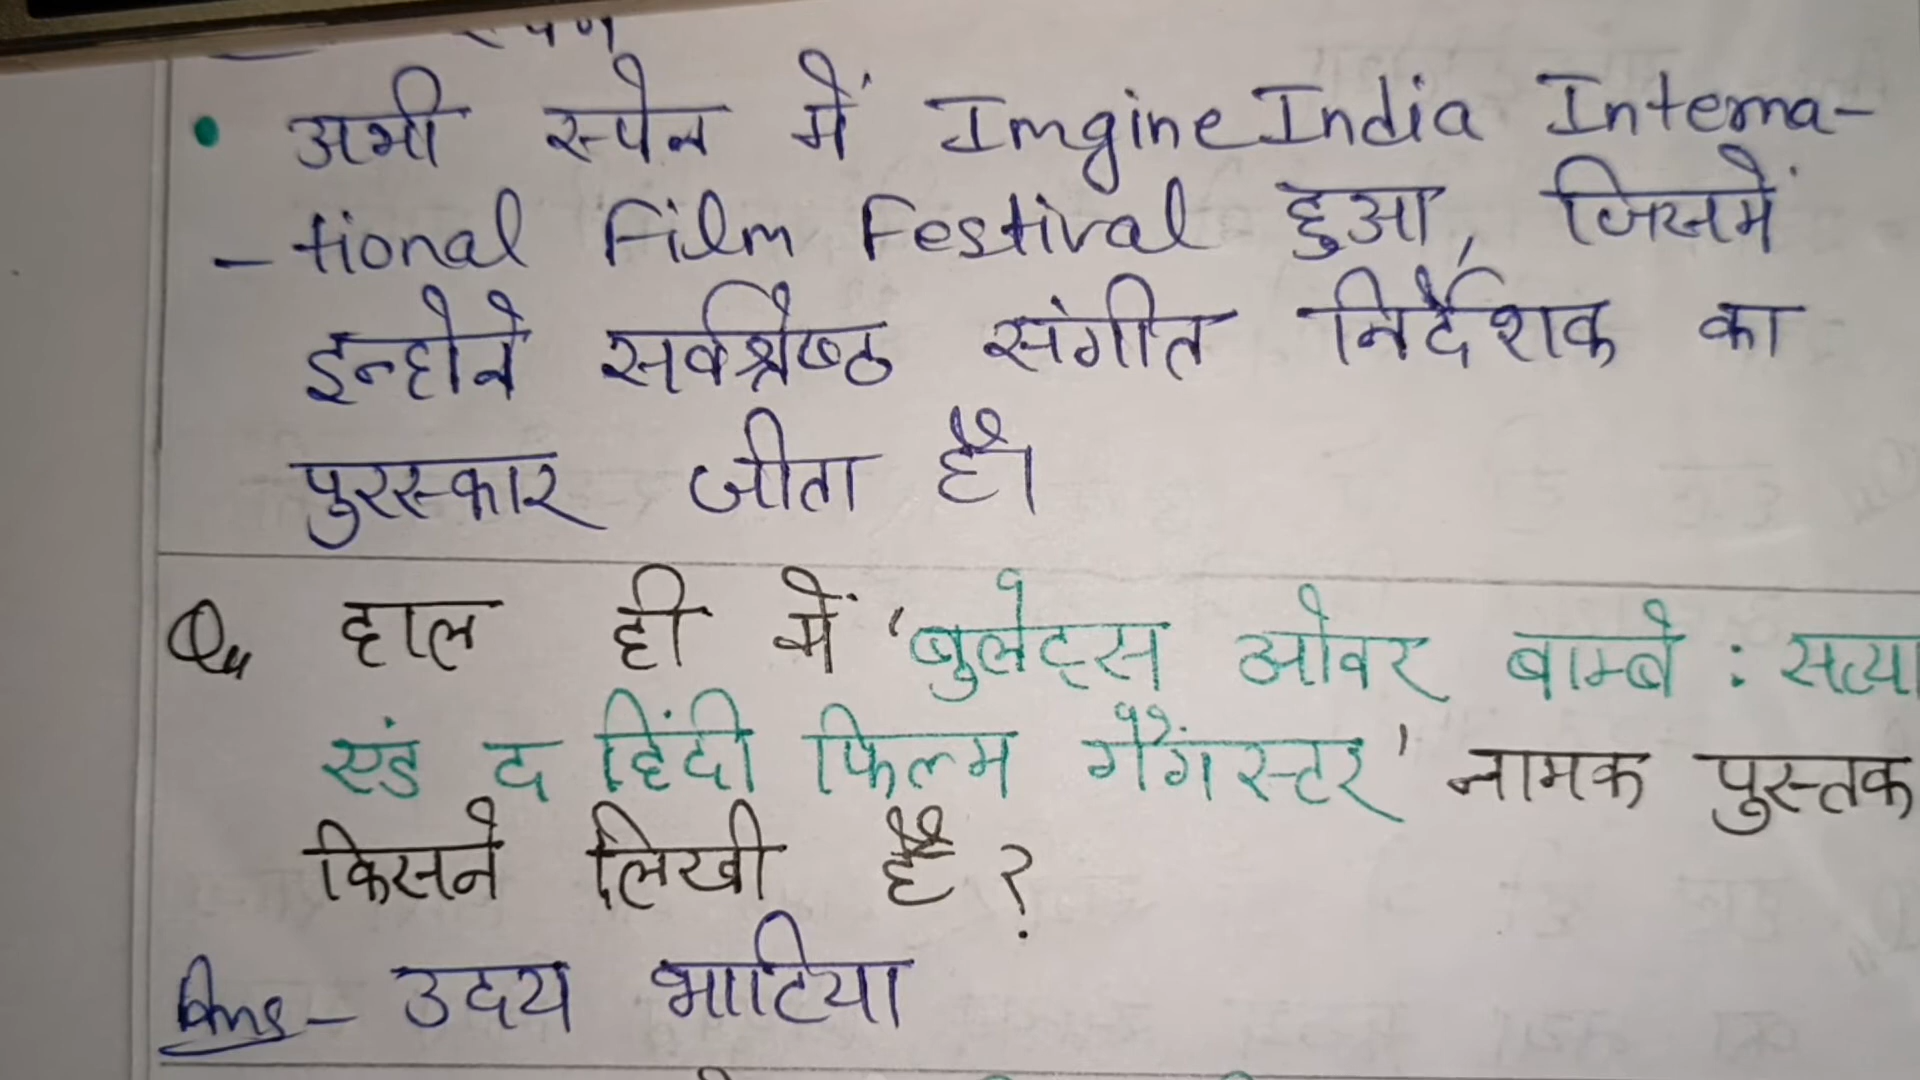 • अभी स्पेन में Imgine India Interna-
- tional Film Festival हुआ, जिसमें
इन्होने सर्वश्रेष्ठ संगीत निर्देशक का
पुरस्कार जीता है।
Q. हाल ही में 'बुलेट्स ओवर बाम्बे : सत्या
एंड द हिंदी फिल्म गैंगस्टर' नामक पुस्तक
किसने लिखी है?
Ans - उदय भाटिया